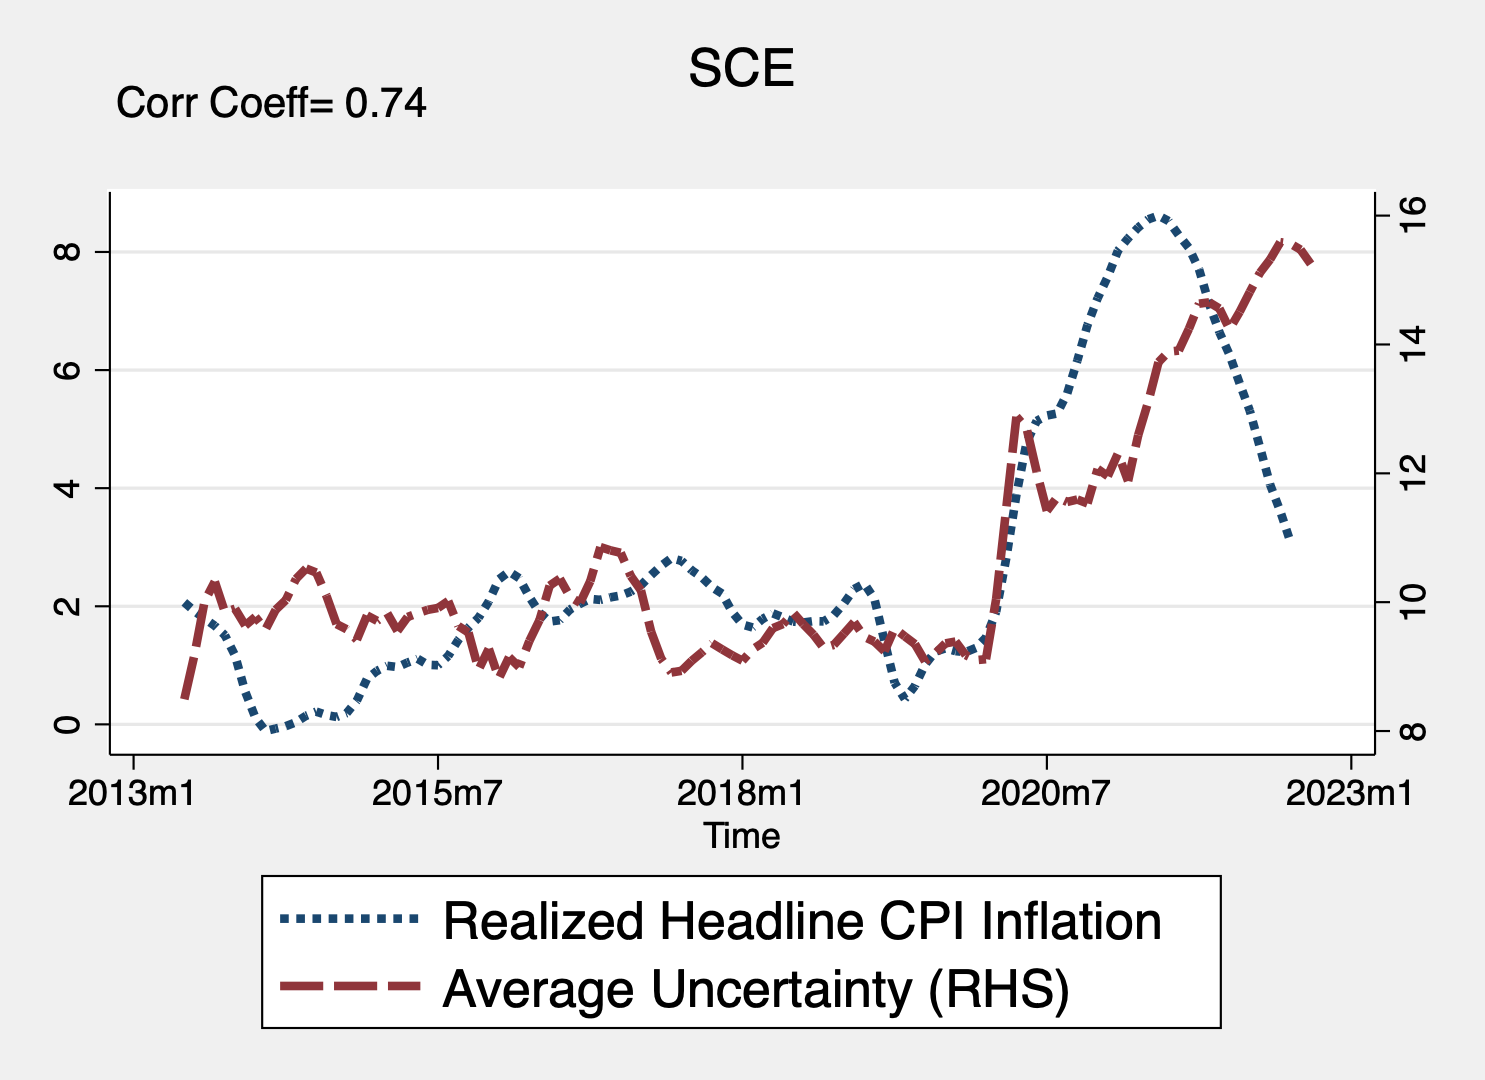 SCE
Corr Coeff= 0.74
8
6
4
2
0
16
14
12
10
8
2013m1 2015m7 2018m1 2020m7 2023m1
Time
Realized Headline CPI Inflation
Average Uncertainty (RHS)